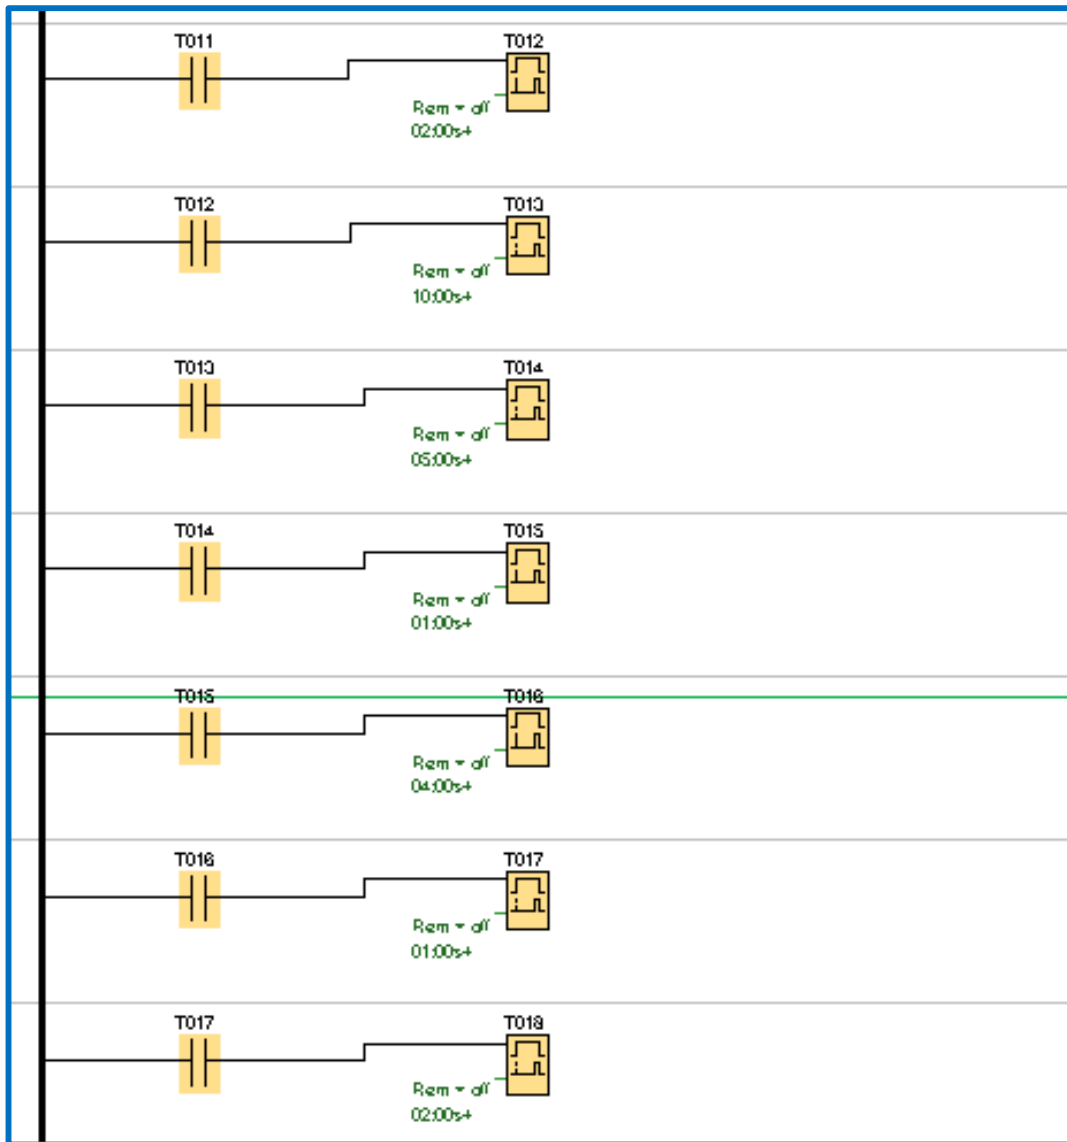 T011 T012
Rem = off
02:00s+
T012 T013
Rem = off
10:00s+
T013 T014
Rem = off
05:00s+
T014 T015
Rem = off
01:00s+
T015 T016
Rem = off
04:00s+
T016 T017
Rem = off
01:00s+
T017 T018
Rem = off
02:00s+